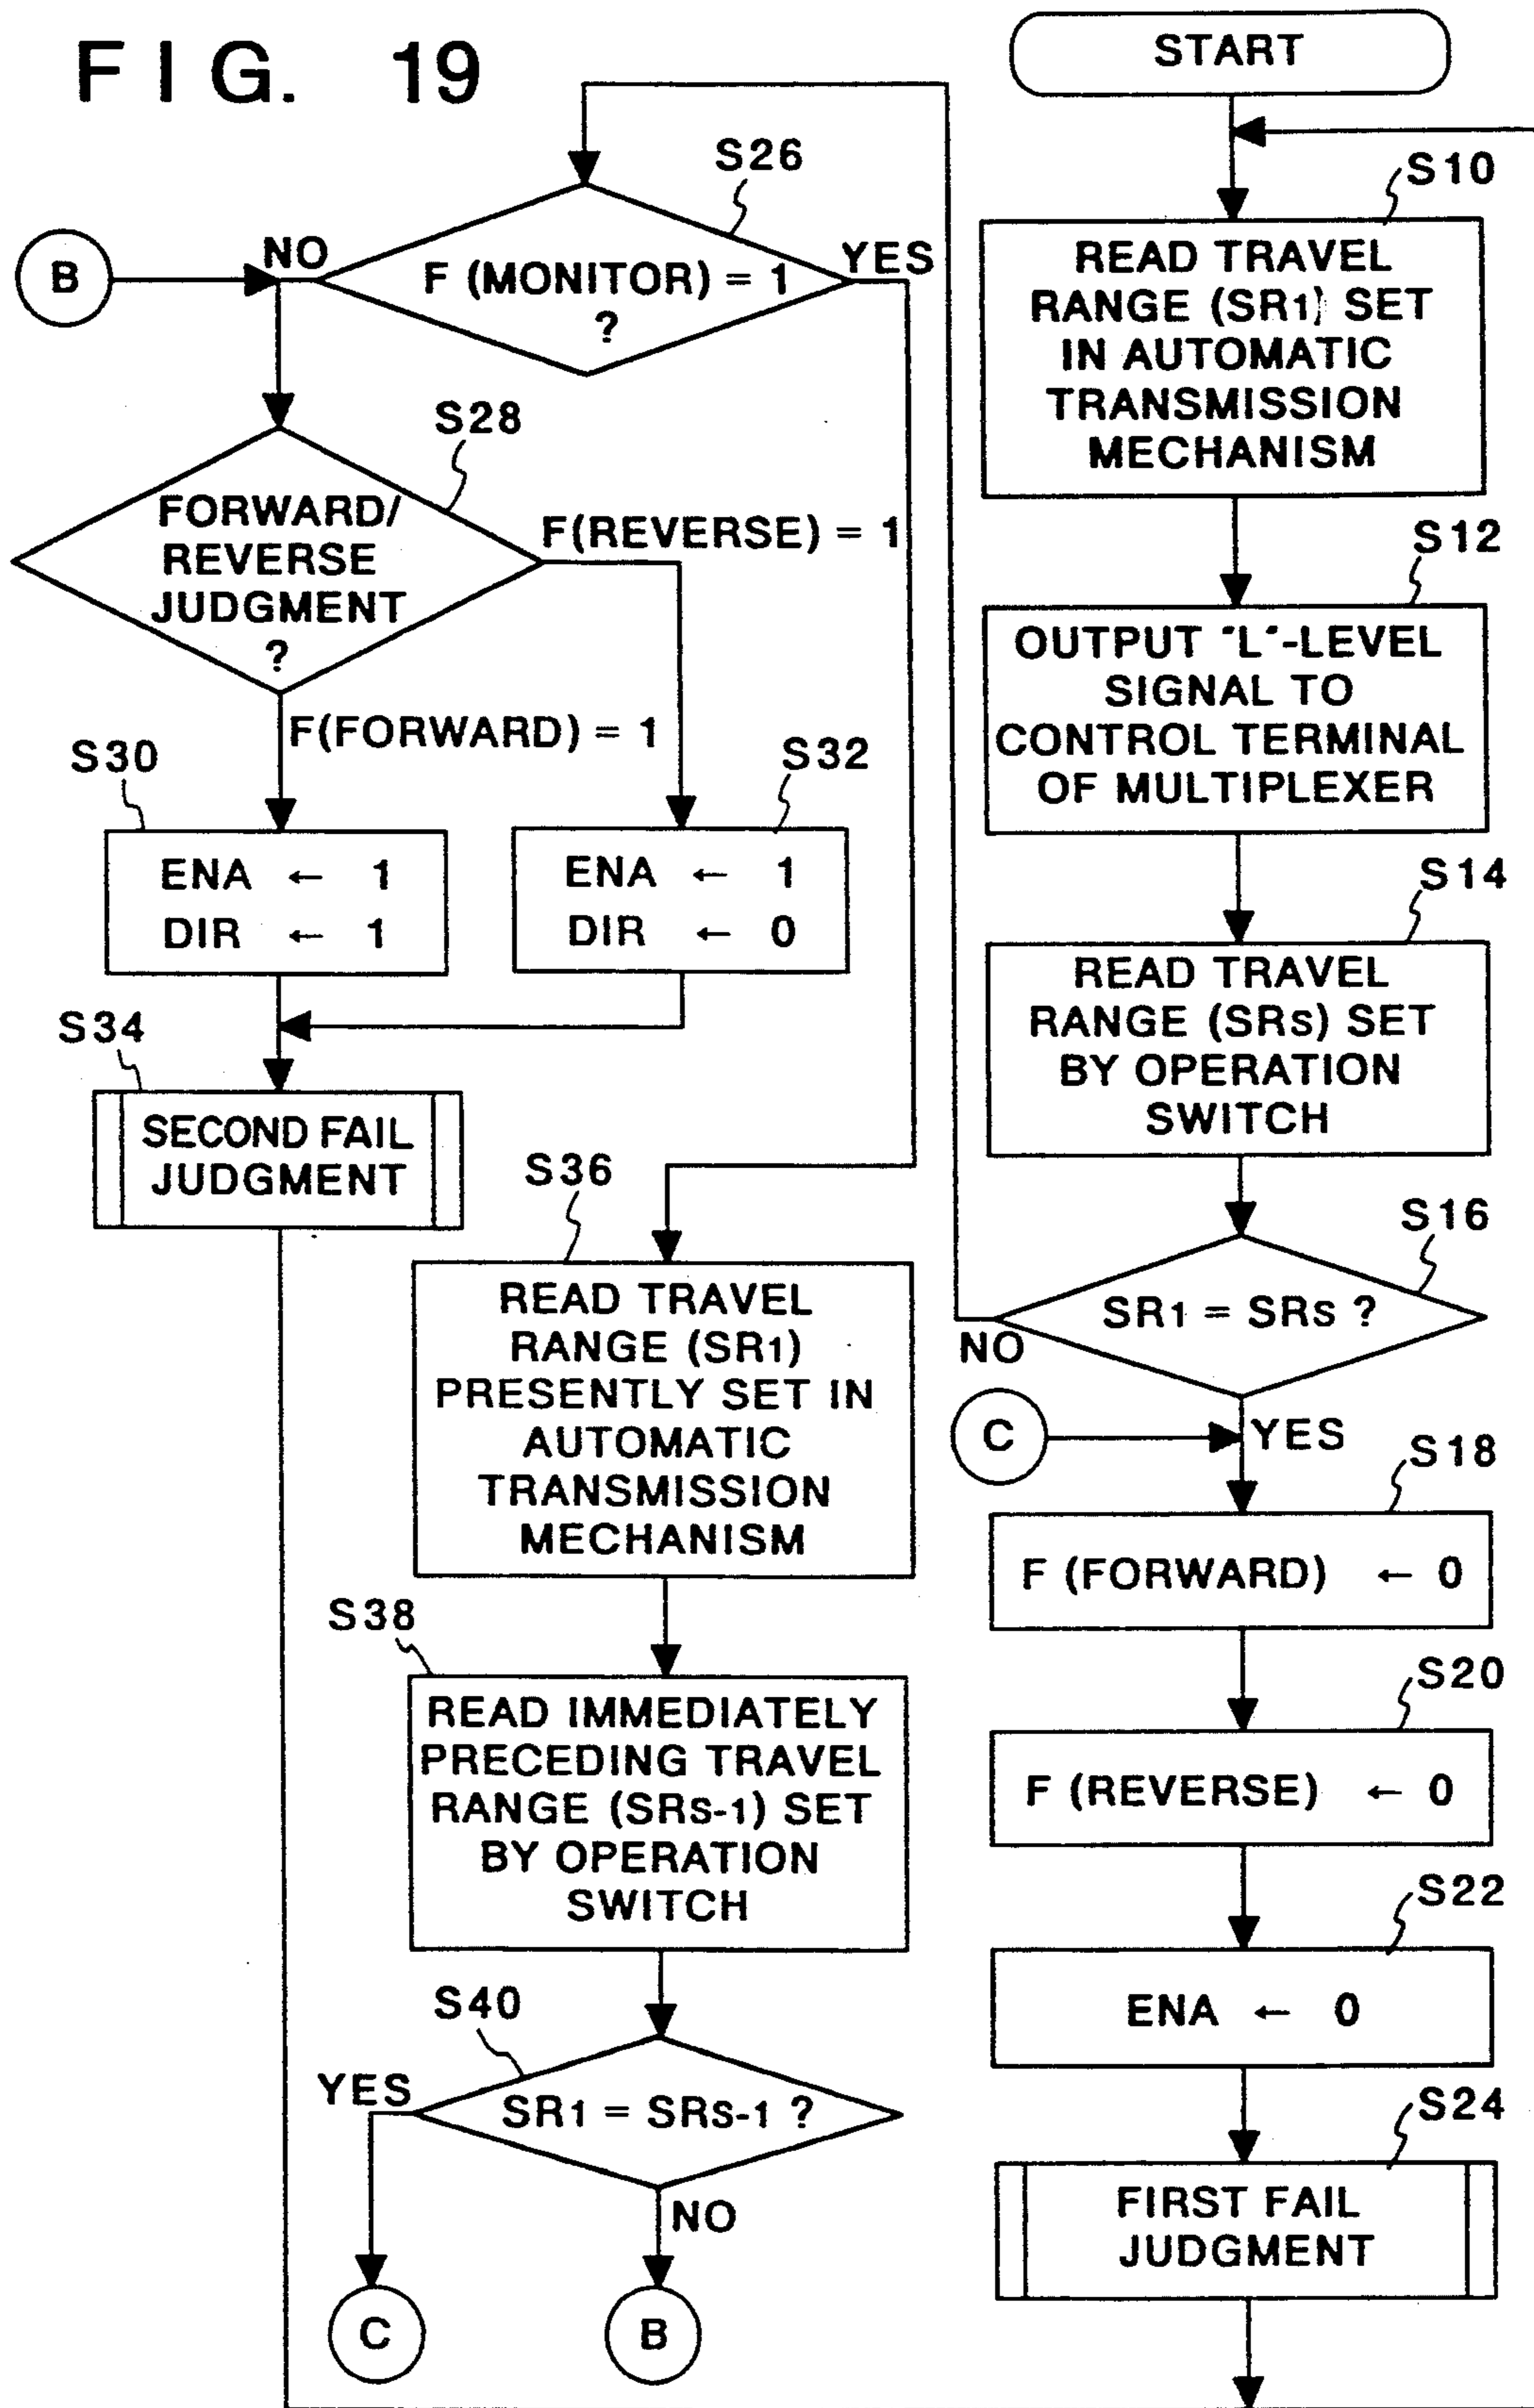 FIG. 19
START
S10
READ TRAVEL
RANGE (SR1) SET
IN AUTOMATIC
TRANSMISSION
MECHANISM
S12
OUTPUT "L"-LEVEL
SIGNAL TO
CONTROL TERMINAL
OF MULTIPLEXER
S14
READ TRAVEL
RANGE (SRS) SET
BY OPERATION
SWITCH
S16
SR1 = SRS ?
NO
C
YES
S18
F (FORWARD) ← 0
S20
F (REVERSE) ← 0
S22
ENA ← 0
S24
FIRST FAIL
JUDGMENT
S26
B
NO
F (MONITOR) = 1
?
YES
S28
FORWARD/
REVERSE
JUDGMENT
?
F(REVERSE) = 1
F(FORWARD) = 1
S30
ENA ← 1
DIR ← 1
S32
ENA ← 1
DIR ← 0
S34
SECOND FAIL
JUDGMENT
S36
READ TRAVEL
RANGE (SR1)
PRESENTLY SET IN
AUTOMATIC
TRANSMISSION
MECHANISM
S38
READ IMMEDIATELY
PRECEDING TRAVEL
RANGE (SRS-1) SET
BY OPERATION
SWITCH
S40
YES
SR1 = SRS-1 ?
NO
C
B